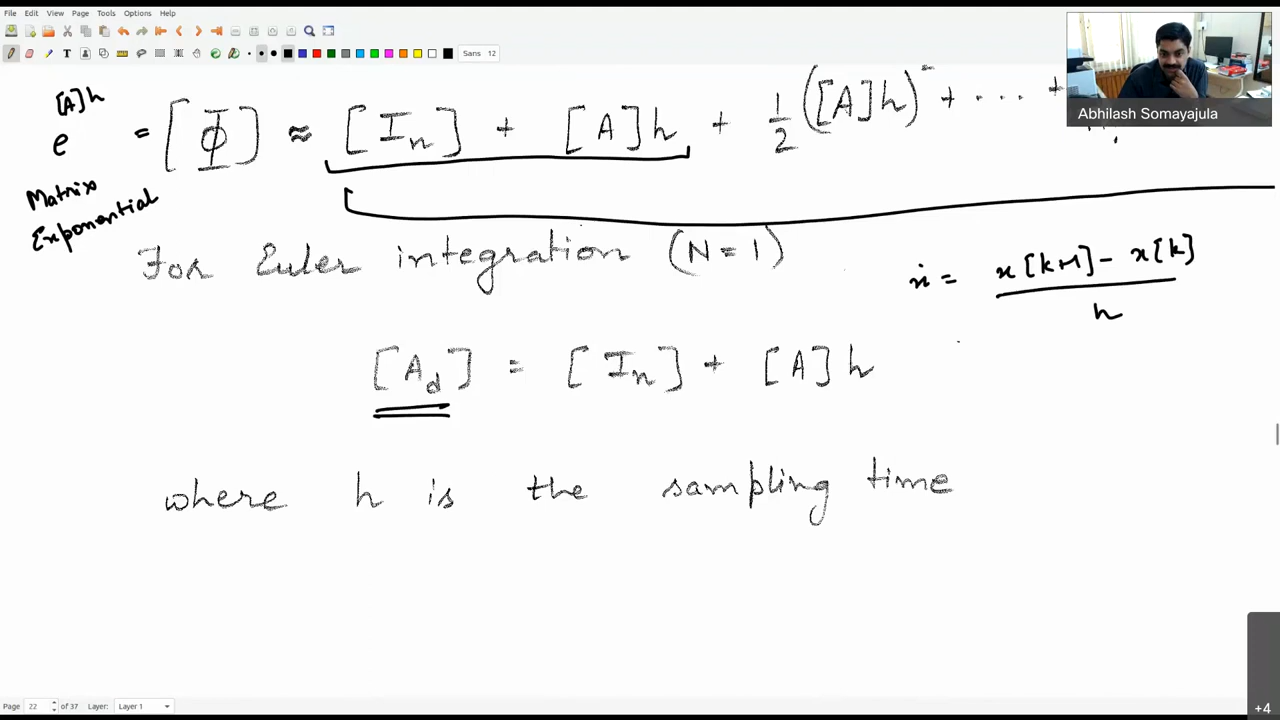 File Edit View Page Tools Options Help
Sans 12
Abhilash Somayajula
e^{[A]h} = [Φ] ≈ [Iₙ] + [A]h + 1/2 ([A]h)² + ... +
Matrix
Exponential
For Euler integration (N=1)
ẋ = (x[k+1] - x[k]) / h
[A_d] = [Iₙ] + [A]h
where h is the sampling time
Page 22 of 37 Layer: Layer 1
+4